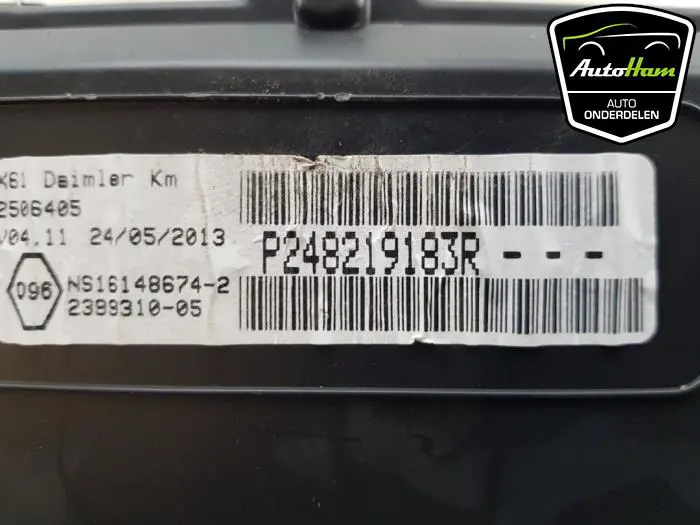 AutoHam
AUTO
ONDERDELEN
X61 Daimler Km
2506405
V04.11 24/05/2013
096
NS16148674-2
2399310-05
P248219183R---